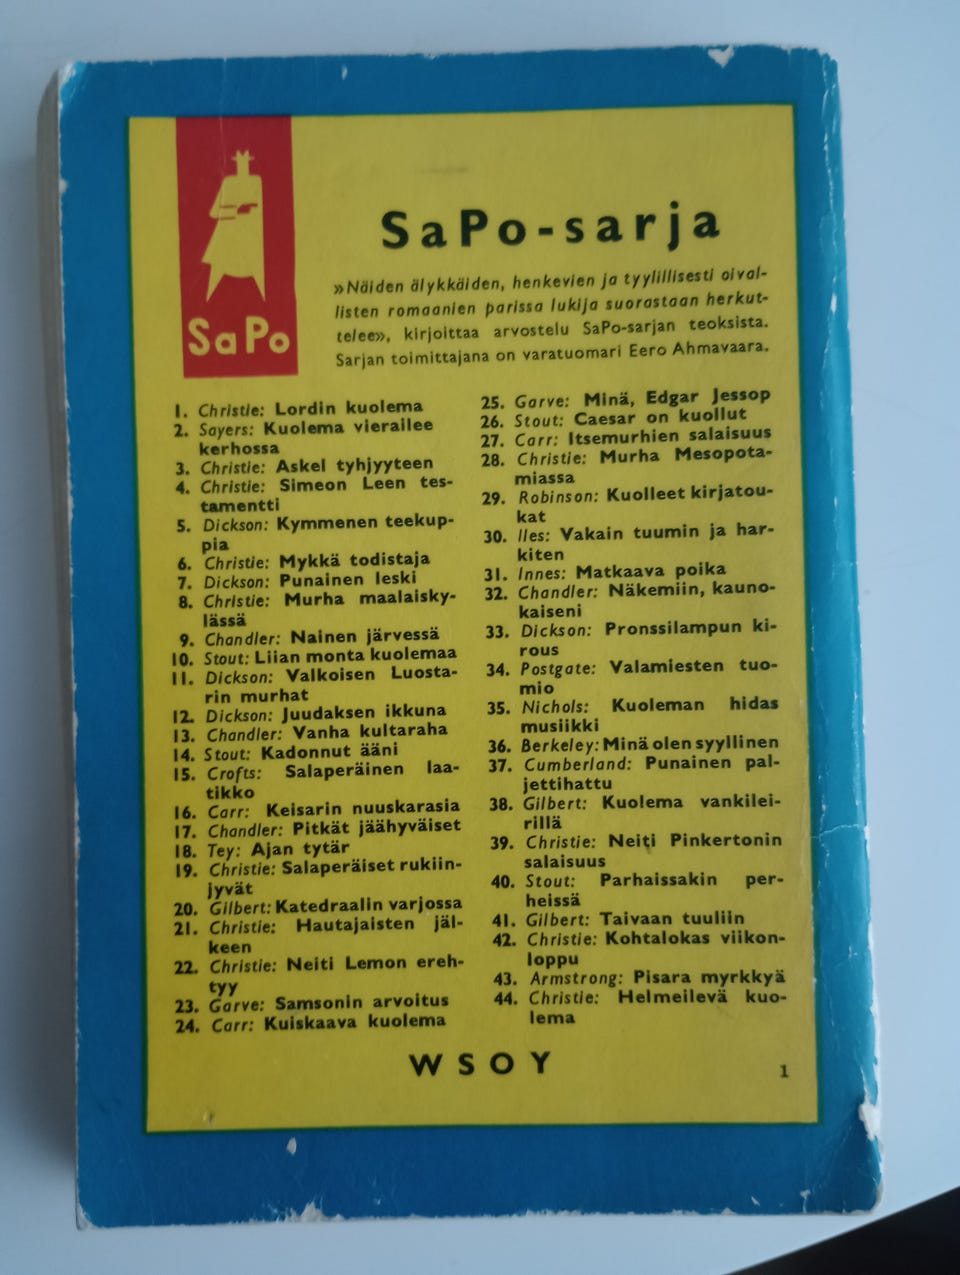 SaPo
SaPo-sarja
»Näiden älykkäiden, henkevien ja tyylillisesti oival-
listen romaanien parissa lukija suorastaan herkut-
telee», kirjoittaa arvostelu SaPo-sarjan teoksista.
Sarjan toimittajana on varatuomari Eero Ahmavaara.
1. Christie: Lordin kuolema
2. Sayers: Kuolema vierailee
kerhossa
3. Christie: Askel tyhjyyteen
4. Christie: Simeon Leen tes-
tamentti
5. Dickson: Kymmenen teekup-
pia
6. Christie: Mykkä todistaja
7. Dickson: Punainen leski
8. Christie: Murha maalaisky-
lässä
9. Chandler: Nainen järvessä
10. Stout: Liian monta kuolemaa
11. Dickson: Valkoisen Luosta-
rin murhat
12. Dickson: Juudaksen ikkuna
13. Chandler: Vanha kultaraha
14. Stout: Kadonnut ääni
15. Crofts: Salaperäinen laa-
tikko
16. Carr: Keisarin nuuskarasia
17. Chandler: Pitkät jäähyväiset
18. Tey: Ajan tytär
19. Christie: Salaperäiset rukiin-
jyvät
20. Gilbert: Katedraalin varjossa
21. Christie: Hautajaisten jäl-
keen
22. Christie: Neiti Lemon ereh-
tyy
23. Garve: Samsonin arvoitus
24. Carr: Kuiskaava kuolema
25. Garve: Minä, Edgar Jessop
26. Stout: Caesar on kuollut
27. Carr: Itsemurhien salaisuus
28. Christie: Murha Mesopota-
miassa
29. Robinson: Kuolleet kirjatou-
kat
30. Iles: Vakain tuumin ja har-
kiten
31. Innes: Matkaava poika
32. Chandler: Näkemiin, kauno-
kaiseni
33. Dickson: Pronssilampun ki-
rous
34. Postgate: Valamiesten tuo-
mio
35. Nichols: Kuoleman hidas
musiikki
36. Berkeley: Minä olen syyllinen
37. Cumberland: Punainen pal-
jettihattu
38. Gilbert: Kuolema vankilei-
rillä
39. Christie: Neiti Pinkertonin
salaisuus
40. Stout: Parhaissakin per-
heissä
41. Gilbert: Taivaan tuuliin
42. Christie: Kohtalokas viikon-
loppu
43. Armstrong: Pisara myrkkyä
44. Christie: Helmeilevä kuo-
lema
WSOY
1